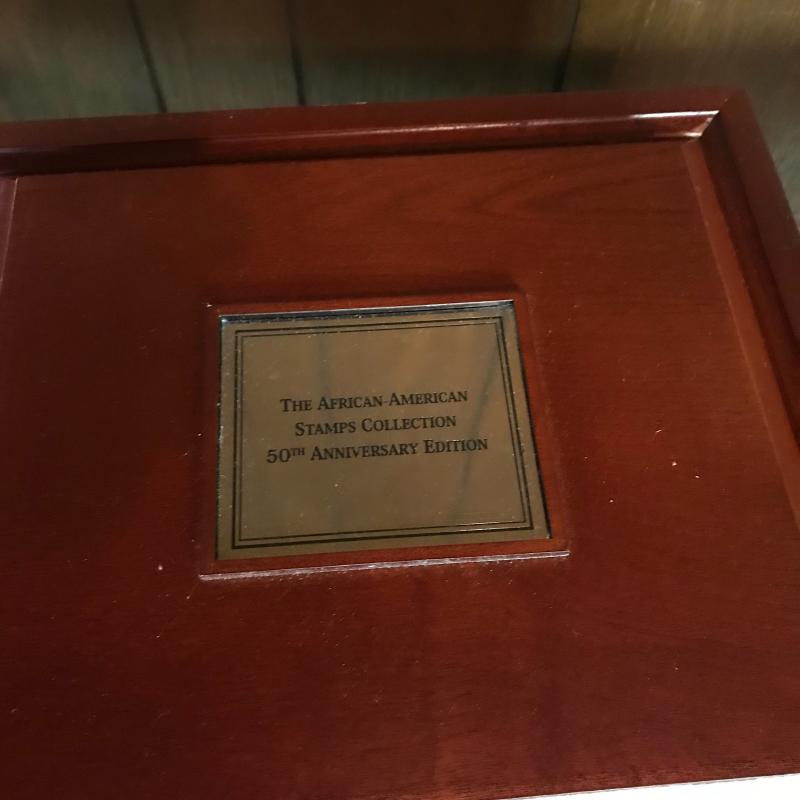 THE AFRICAN-AMERICAN
STAMPS COLLECTION
50TH ANNIVERSARY EDITION